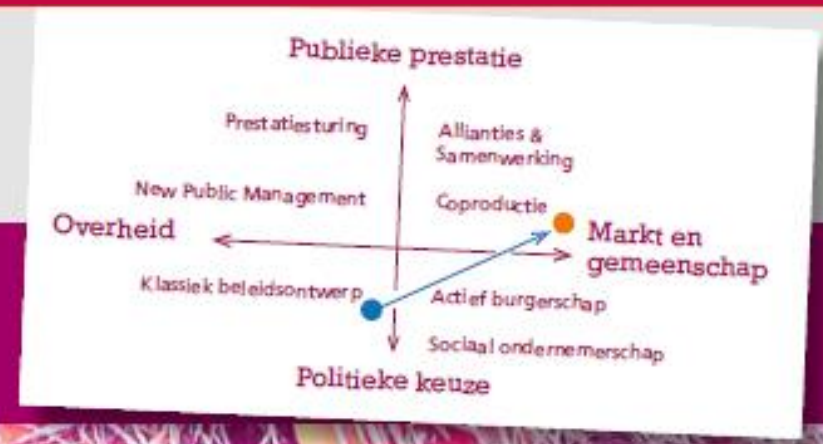 Publieke prestatie
Prestatiesturing
Allianties &
Samenwerking
New Public Management
Coproductie
Overheid
Markt en
gemeenschap
Klassiek beleidsontwerp
Actief burgerschap
Sociaal ondernemerschap
Politieke keuze